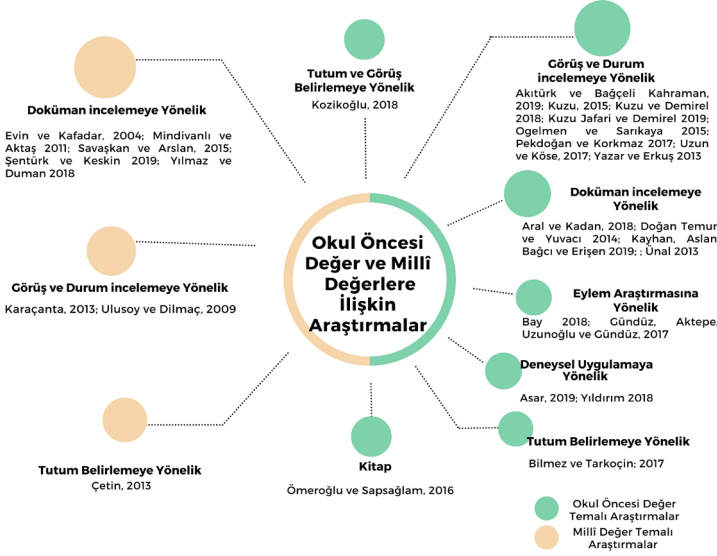 Doküman incelemeye Yönelik
Evin ve Kafadar, 2004; Mindivanlı ve
Aktaş 2011; Savaşkan ve Arslan, 2015;
Şentürk ve Keskin 2019; Yılmaz ve
Duman 2018
Tutum ve Görüş
Belirlemeye Yönelik
Kozikoğlu, 2018
Görüş ve Durum
incelemeye Yönelik
Akıtürk ve Bağçeli Kahraman,
2019; Kuzu, 2015; Kuzu ve Demirel
2018; Kuzu Jafari ve Demirel 2019;
Ogelmen ve Sarıkaya 2015;
Pekdoğan ve Korkmaz 2017; Uzun
ve Köse, 2017; Yazar ve Erkuş 2013
Doküman incelemeye
Yönelik
Aral ve Kadan, 2018; Doğan Temur
ve Yuvacı 2014; Kayhan, Aslan
Bağcı ve Erişen 2019; ; Ünal 2013
Okul Öncesi
Değer ve Millî
Değerlere
İlişkin
Araştırmalar
Görüş ve Durum incelemeye Yönelik
Karaçanta, 2013; Ulusoy ve Dilmaç, 2009
Eylem Araştırmasına
Yönelik
Bay 2018; Gündüz, Aktepe,
Uzunoğlu ve Gündüz, 2017
Deneysel Uygulamaya
Yönelik
Asar, 2019; Yıldırım 2018
Tutum Belirlemeye Yönelik
Bilmez ve Tarkoçin; 2017
Tutum Belirlemeye Yönelik
Çetin, 2013
Kitap
Ömeroğlu ve Sapsağlam, 2016
Okul Öncesi Değer
Temalı Araştırmalar
Millî Değer Temalı
Araştırmalar